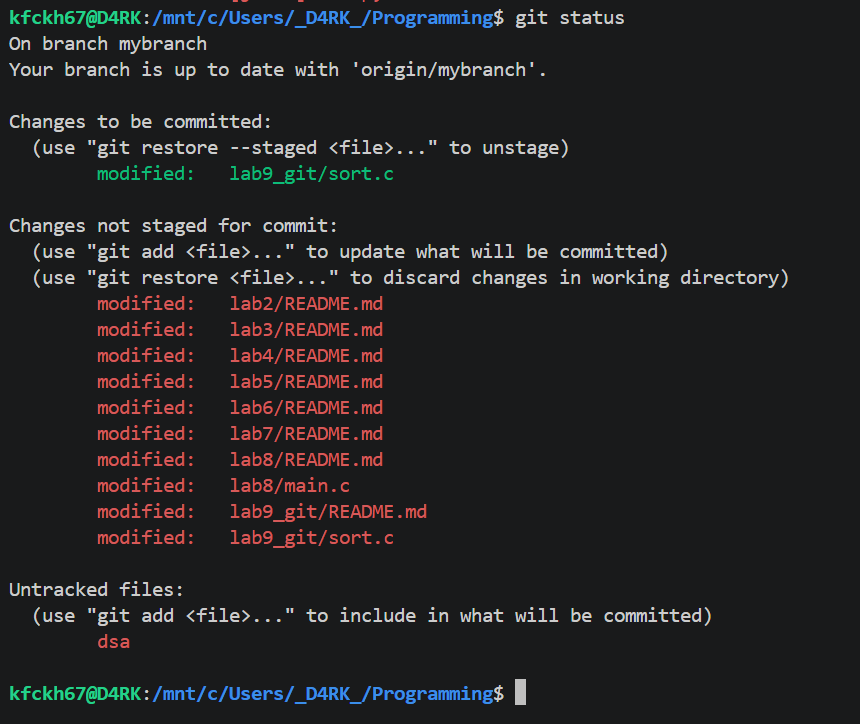 kfckh67@D4RK:/mnt/c/Users/_D4RK_/Programming$ git status
On branch mybranch
Your branch is up to date with 'origin/mybranch'.

Changes to be committed:
  (use "git restore --staged <file>..." to unstage)
        modified:   lab9_git/sort.c

Changes not staged for commit:
  (use "git add <file>..." to update what will be committed)
  (use "git restore <file>..." to discard changes in working directory)
        modified:   lab2/README.md
        modified:   lab3/README.md
        modified:   lab4/README.md
        modified:   lab5/README.md
        modified:   lab6/README.md
        modified:   lab7/README.md
        modified:   lab8/README.md
        modified:   lab8/main.c
        modified:   lab9_git/README.md
        modified:   lab9_git/sort.c

Untracked files:
  (use "git add <file>..." to include in what will be committed)
        dsa

kfckh67@D4RK:/mnt/c/Users/_D4RK_/Programming$